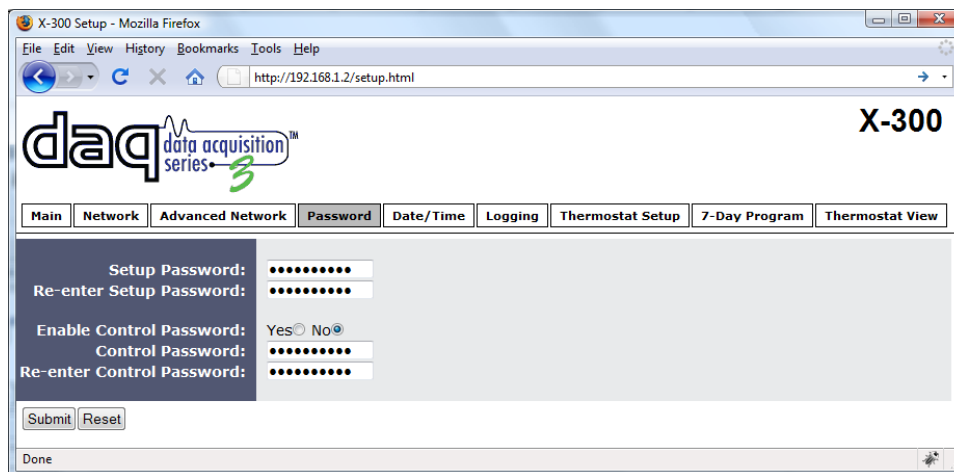 X-300 Setup - Mozilla Firefox
File Edit View History Bookmarks Tools Help
http://192.168.1.2/setup.html
daq data acquisition series 3 ™
X-300
Main Network Advanced Network Password Date/Time Logging Thermostat Setup 7-Day Program Thermostat View
Setup Password: ●●●●●●●●●●
Re-enter Setup Password: ●●●●●●●●●●
Enable Control Password: Yes No
Control Password: ●●●●●●●●●●
Re-enter Control Password: ●●●●●●●●●●
Submit Reset
Done